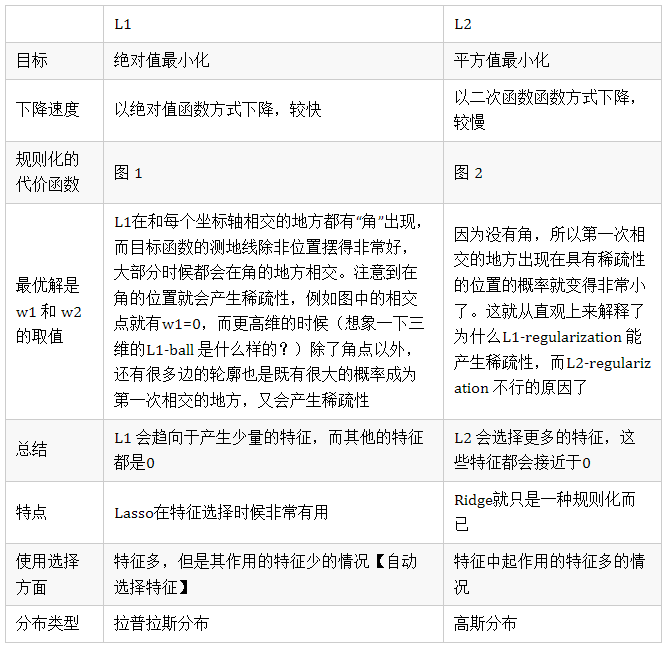 L1
L2
目标
绝对值最小化
平方值最小化
下降速度
以绝对值函数方式下降，较快
以二次函数函数方式下降，
较慢
规则化的
代价函数
图 1
图 2
最优解是
w1 和 w2
的取值
L1在和每个坐标轴相交的地方都有“角”出现，
而目标函数的测地线除非位置摆得非常好，
大部分时候都会在角的地方相交。注意到在
角的位置就会产生稀疏性，例如图中的相交
点就有w1=0，而更高维的时候（想象一下三
维的L1-ball 是什么样的？）除了角点以外，
还有很多边的轮廓也是既有很大的概率成为
第一次相交的地方，又会产生稀疏性
因为没有角，所以第一次相
交的地方出现在具有稀疏性
的位置的概率就变得非常小
了。这就从直观上来解释了
为什么L1-regularization 能
产生稀疏性，而L2-regulariz
ation 不行的原因了
总结
L1 会趋向于产生少量的特征，而其他的特征
都是0
L2 会选择更多的特征，这
些特征都会接近于0
特点
Lasso在特征选择时候非常有用
Ridge就只是一种规则化而
已
使用选择
方面
特征多，但是其作用的特征少的情况【自动
选择特征】
特征中起作用的特征多的情
况
分布类型
拉普拉斯分布
高斯分布